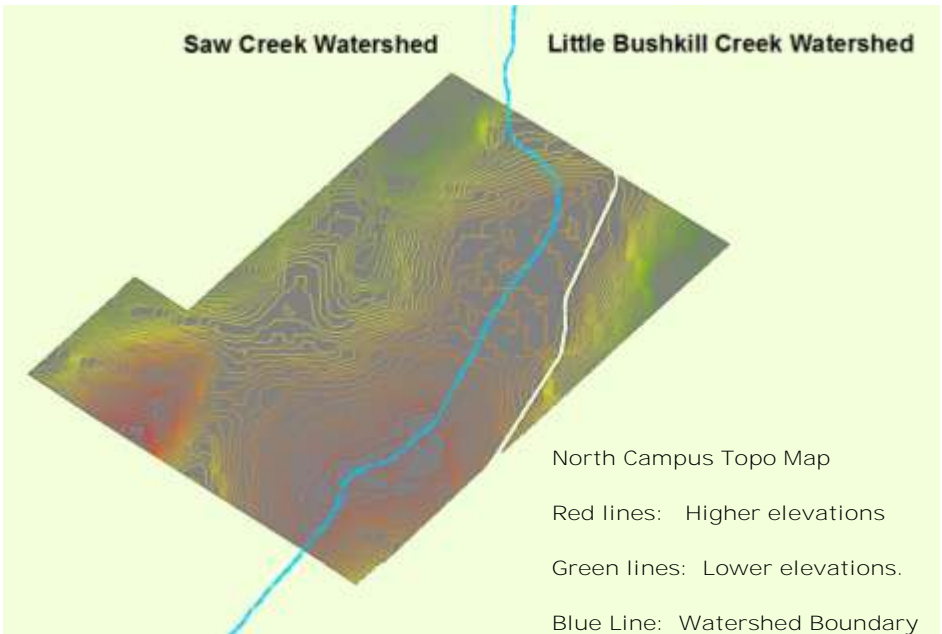 Saw Creek Watershed
Little Bushkill Creek Watershed
North Campus Topo Map
Red lines: Higher elevations
Green lines: Lower elevations.
Blue Line: Watershed Boundary